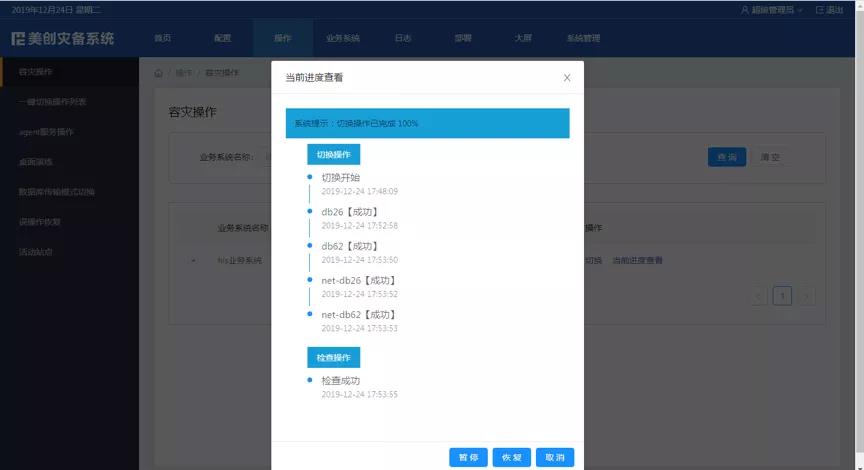 2019年12月24日 星期二
超级管理员 退出
美创灾备系统
首页 配置 操作 业务系统 日志 部署 大屏 系统管理
容灾操作
一键切换操作列表
agent服务操作
桌面演练
数据库传输模式切换
误操作恢复
活动站点
/ 操作 / 容灾操作
容灾操作
业务系统名称:
查询 清空
业务系统名称 操作
his业务系统 切换 当前进度查看
1
当前进度查看
系统提示：切换操作已完成 100%
切换操作
切换开始
2019-12-24 17:48:09
db26【成功】
2019-12-24 17:52:58
db62【成功】
2019-12-24 17:53:50
net-db26【成功】
2019-12-24 17:53:52
net-db62【成功】
2019-12-24 17:53:53
检查操作
检查成功
2019-12-24 17:53:55
暂停 恢复 取消